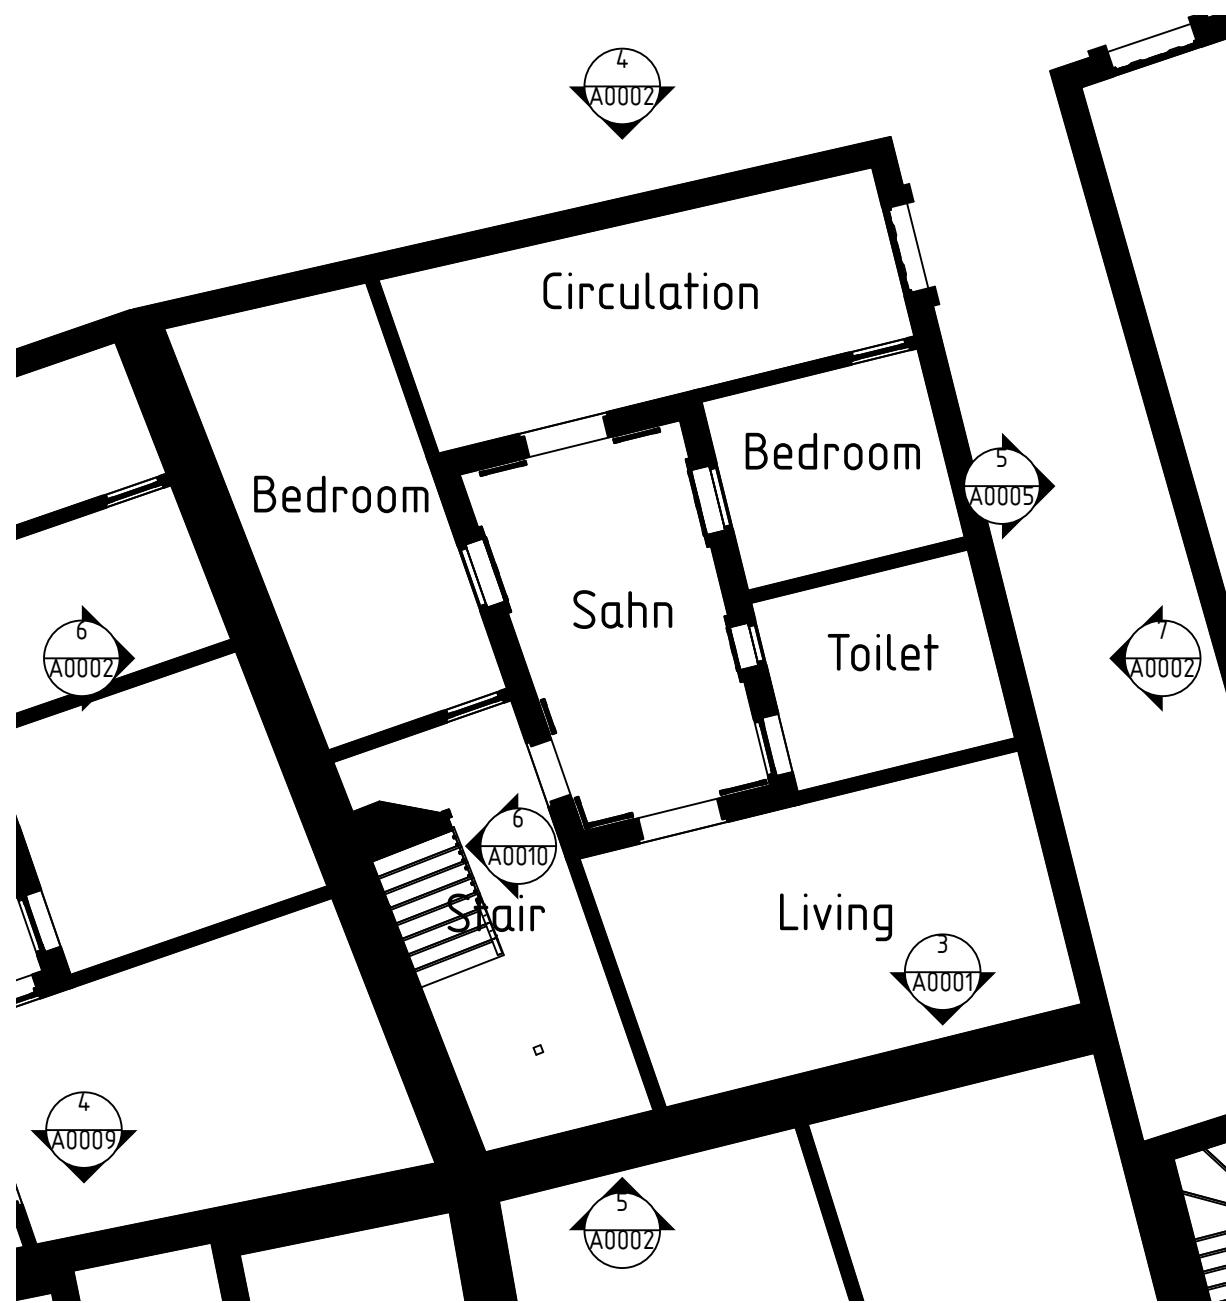 4
A0002
Circulation
Bedroom
Bedroom
5
A0005
Sahn
6
A0002
Toilet
7
A0002
6
A0010
Stair
Living
3
A0001
4
A0009
5
A0002